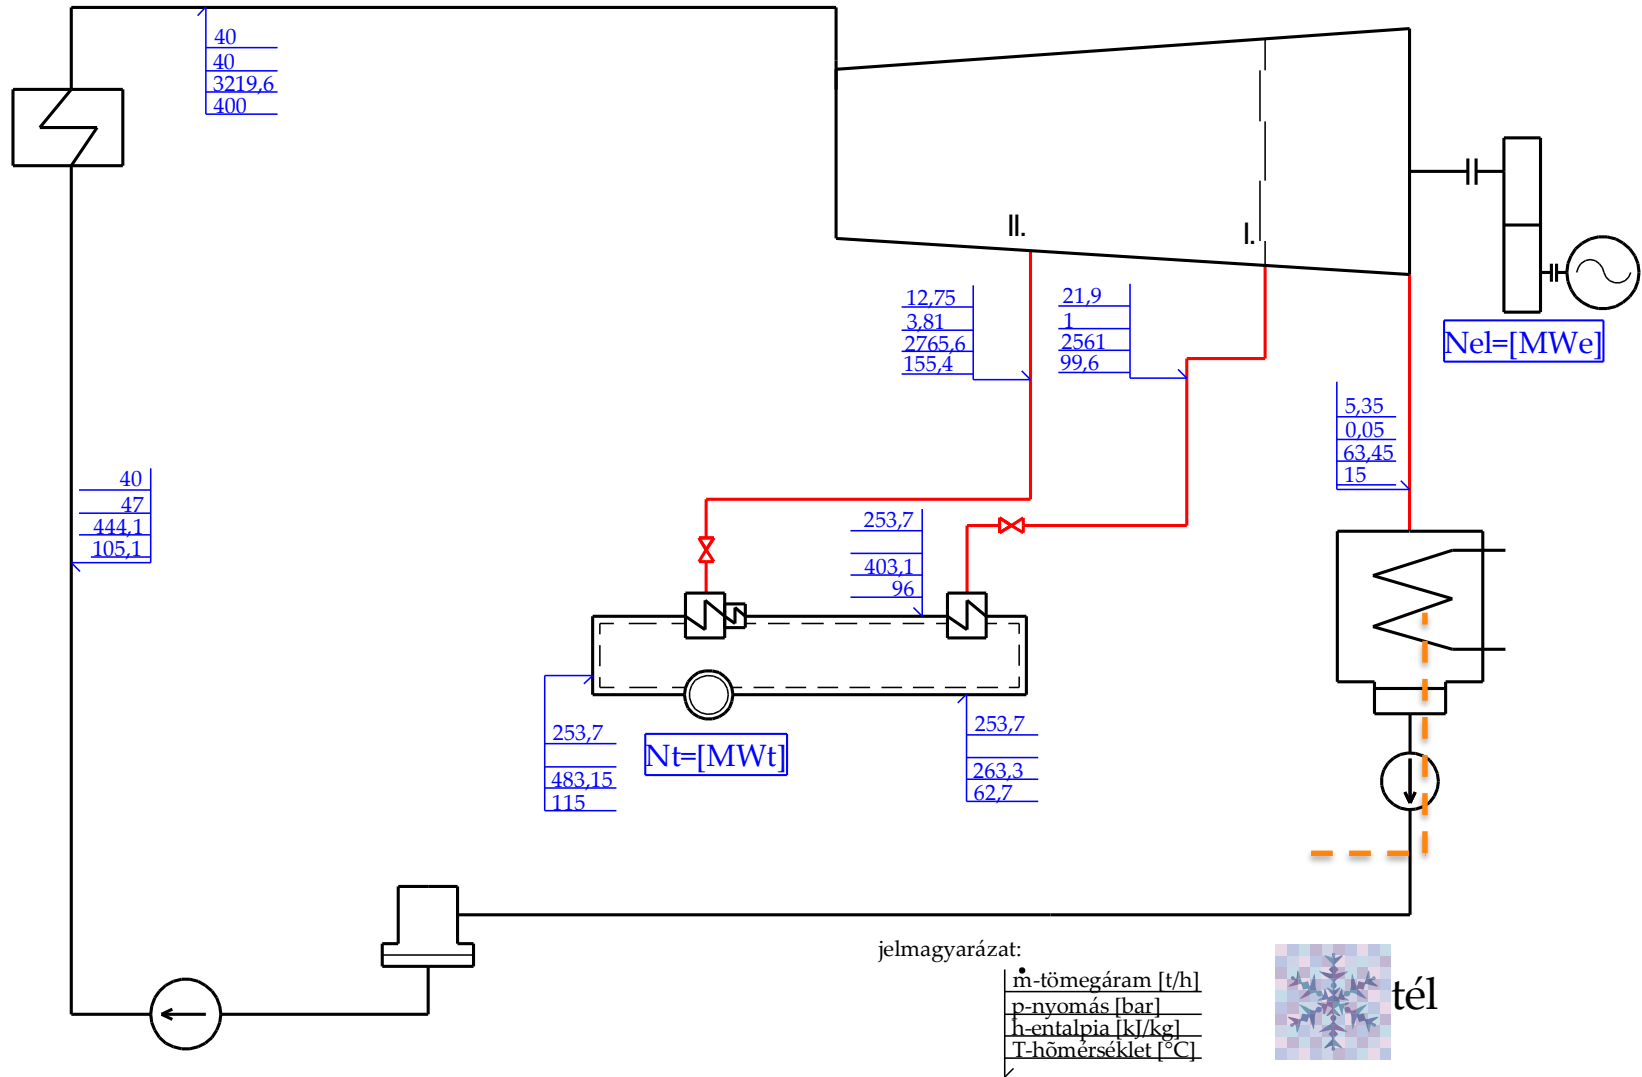 40
40
3219,6
400
II.
I.
12,75
3,81
2765,6
155,4
21,9
1
2561
99,6
Nel=[MWe]
5,35
0,05
63,45
15
40
47
444,1
105,1
253,7
403,1
96
253,7
483,15
115
Nt=[MWt]
253,7
263,3
62,7
jelmagyarázat:
ṁ-tömegáram [t/h]
p-nyomás [bar]
h-entalpia [kJ/kg]
T-hõmérséklet [°C]
tél